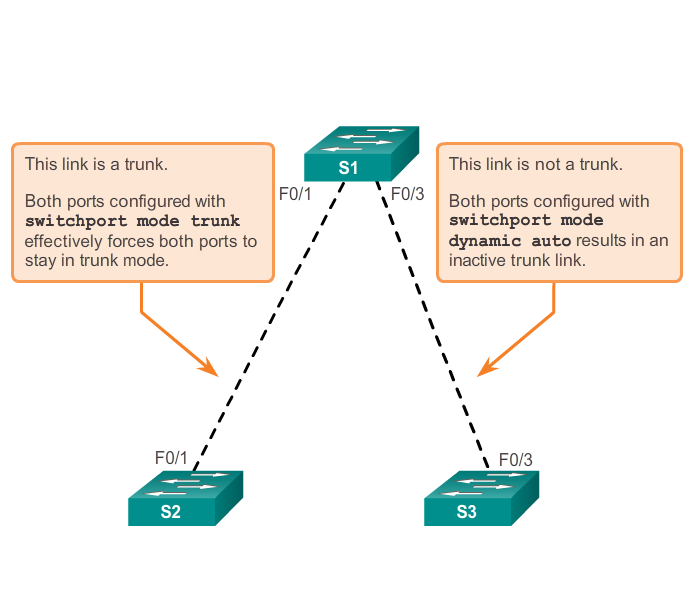 This link is a trunk.
Both ports configured with
switchport mode trunk
effectively forces both ports to
stay in trunk mode.
S1
F0/1
F0/3
This link is not a trunk.
Both ports configured with
switchport mode
dynamic auto results in an
inactive trunk link.
F0/1
S2
F0/3
S3